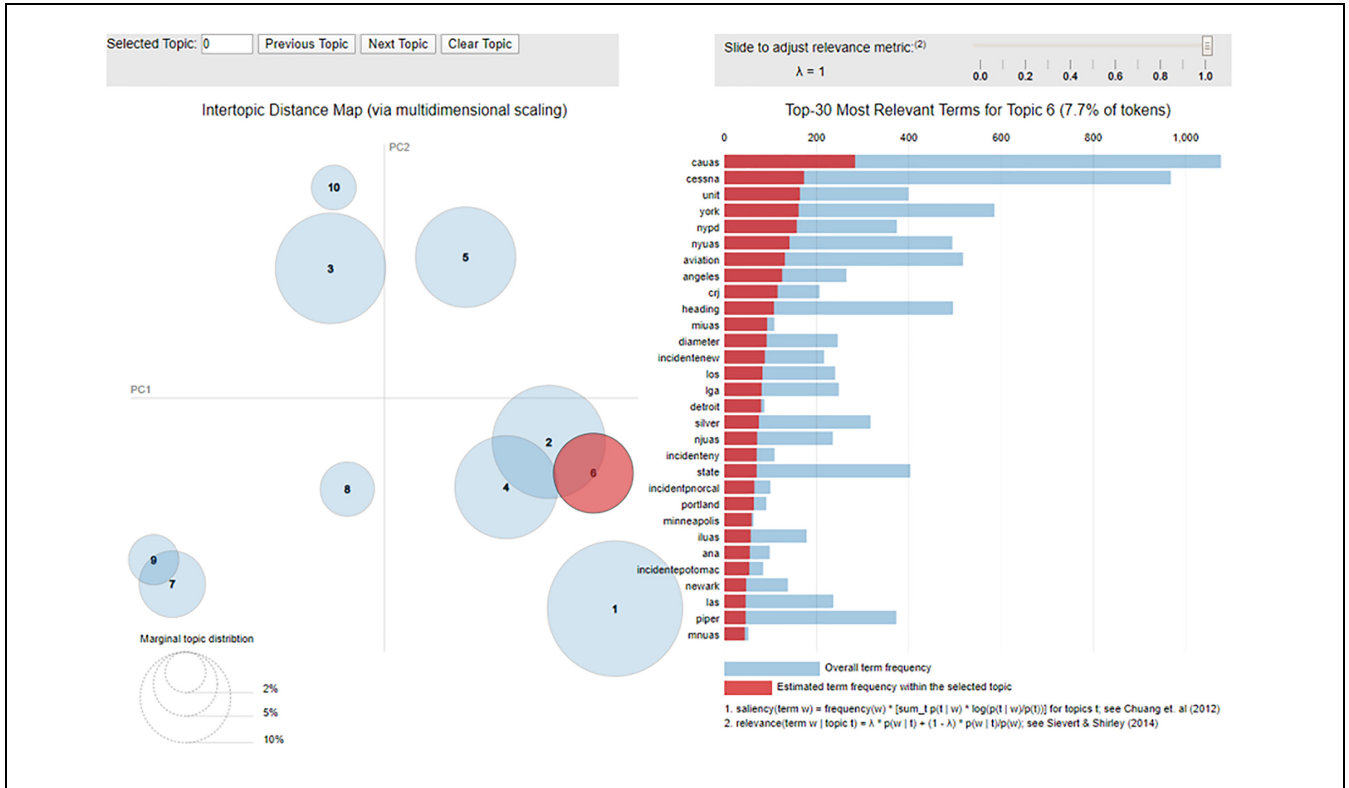 Selected Topic: 0 Previous Topic Next Topic Clear Topic
Slide to adjust relevance metric:(2)
λ = 1
0.0 0.2 0.4 0.6 0.8 1.0
Intertopic Distance Map (via multidimensional scaling)
Top-30 Most Relevant Terms for Topic 6 (7.7% of tokens)
PC2
PC1
10
3
5
2
6
4
8
9
7
1
Marginal topic distribtion
2%
5%
10%
0 200 400 600 800 1,000
cauas
cessna
unit
york
nypd
nyuas
aviation
angeles
crj
heading
miuas
diameter
incidentenew
los
lga
detroit
silver
njuas
incidenteny
state
incidentpnorcal
portland
minneapolis
iluas
ana
incidentepotomac
newark
las
piper
mnuas
Overall term frequency
Estimated term frequency within the selected topic
1. saliency(term w) = frequency(w) * [sum_t p(t | w) * log(p(t | w)/p(t))] for topics t; see Chuang et. al (2012)
2. relevance(term w | topic t) = λ * p(w | t) + (1 - λ) * p(w | t)/p(w); see Sievert & Shirley (2014)